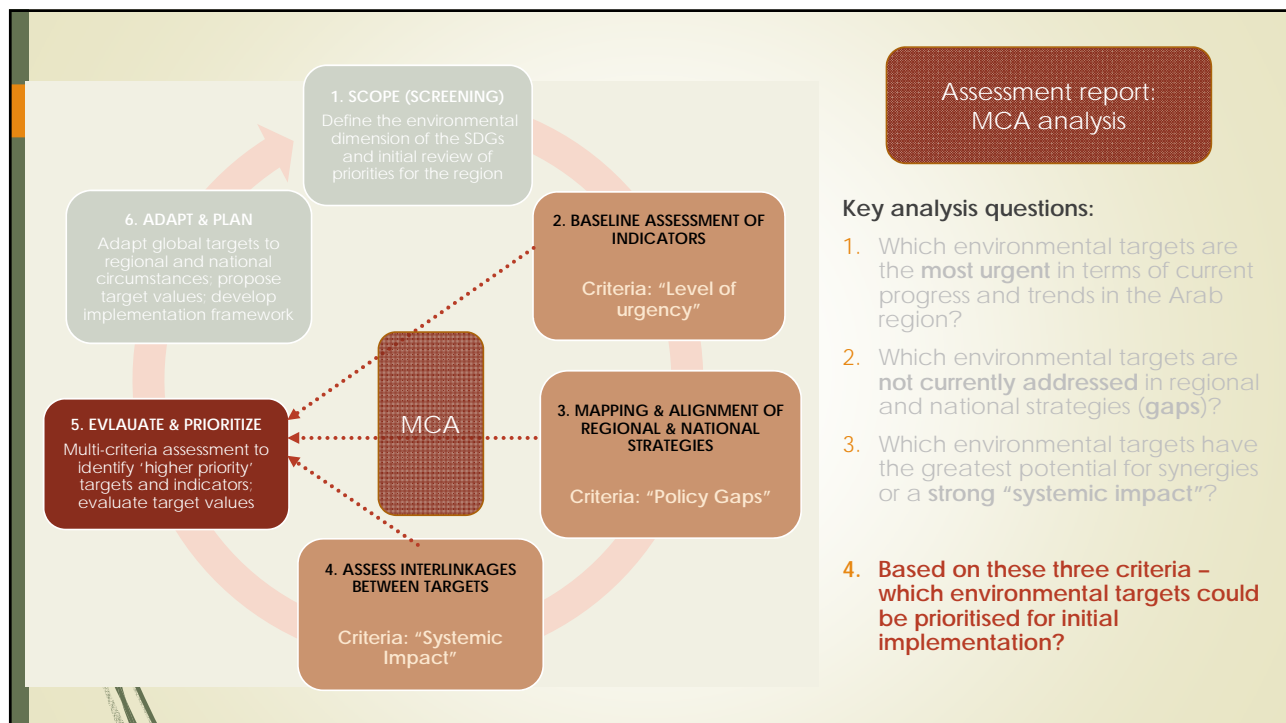 1. SCOPE (SCREENING)
Define the environmental
dimension of the SDGs
and initial review of
priorities for the region
2. BASELINE ASSESSMENT OF
INDICATORS
Criteria: “Level of
urgency”
3. MAPPING & ALIGNMENT OF
REGIONAL & NATIONAL
STRATEGIES
Criteria: “Policy Gaps”
4. ASSESS INTERLINKAGES
BETWEEN TARGETS
Criteria: “Systemic
Impact”
5. EVLAUATE & PRIORITIZE
Multi-criteria assessment to
identify ‘higher priority’
targets and indicators;
evaluate target values
6. ADAPT & PLAN
Adapt global targets to
regional and national
circumstances; propose
target values; develop
implementation framework
MCA
Assessment report:
MCA analysis
Key analysis questions:
1. Which environmental targets are
the most urgent in terms of current
progress and trends in the Arab
region?
2. Which environmental targets are
not currently addressed in regional
and national strategies (gaps)?
3. Which environmental targets have
the greatest potential for synergies
or a strong “systemic impact”?
4. Based on these three criteria –
which environmental targets could
be prioritised for initial
implementation?